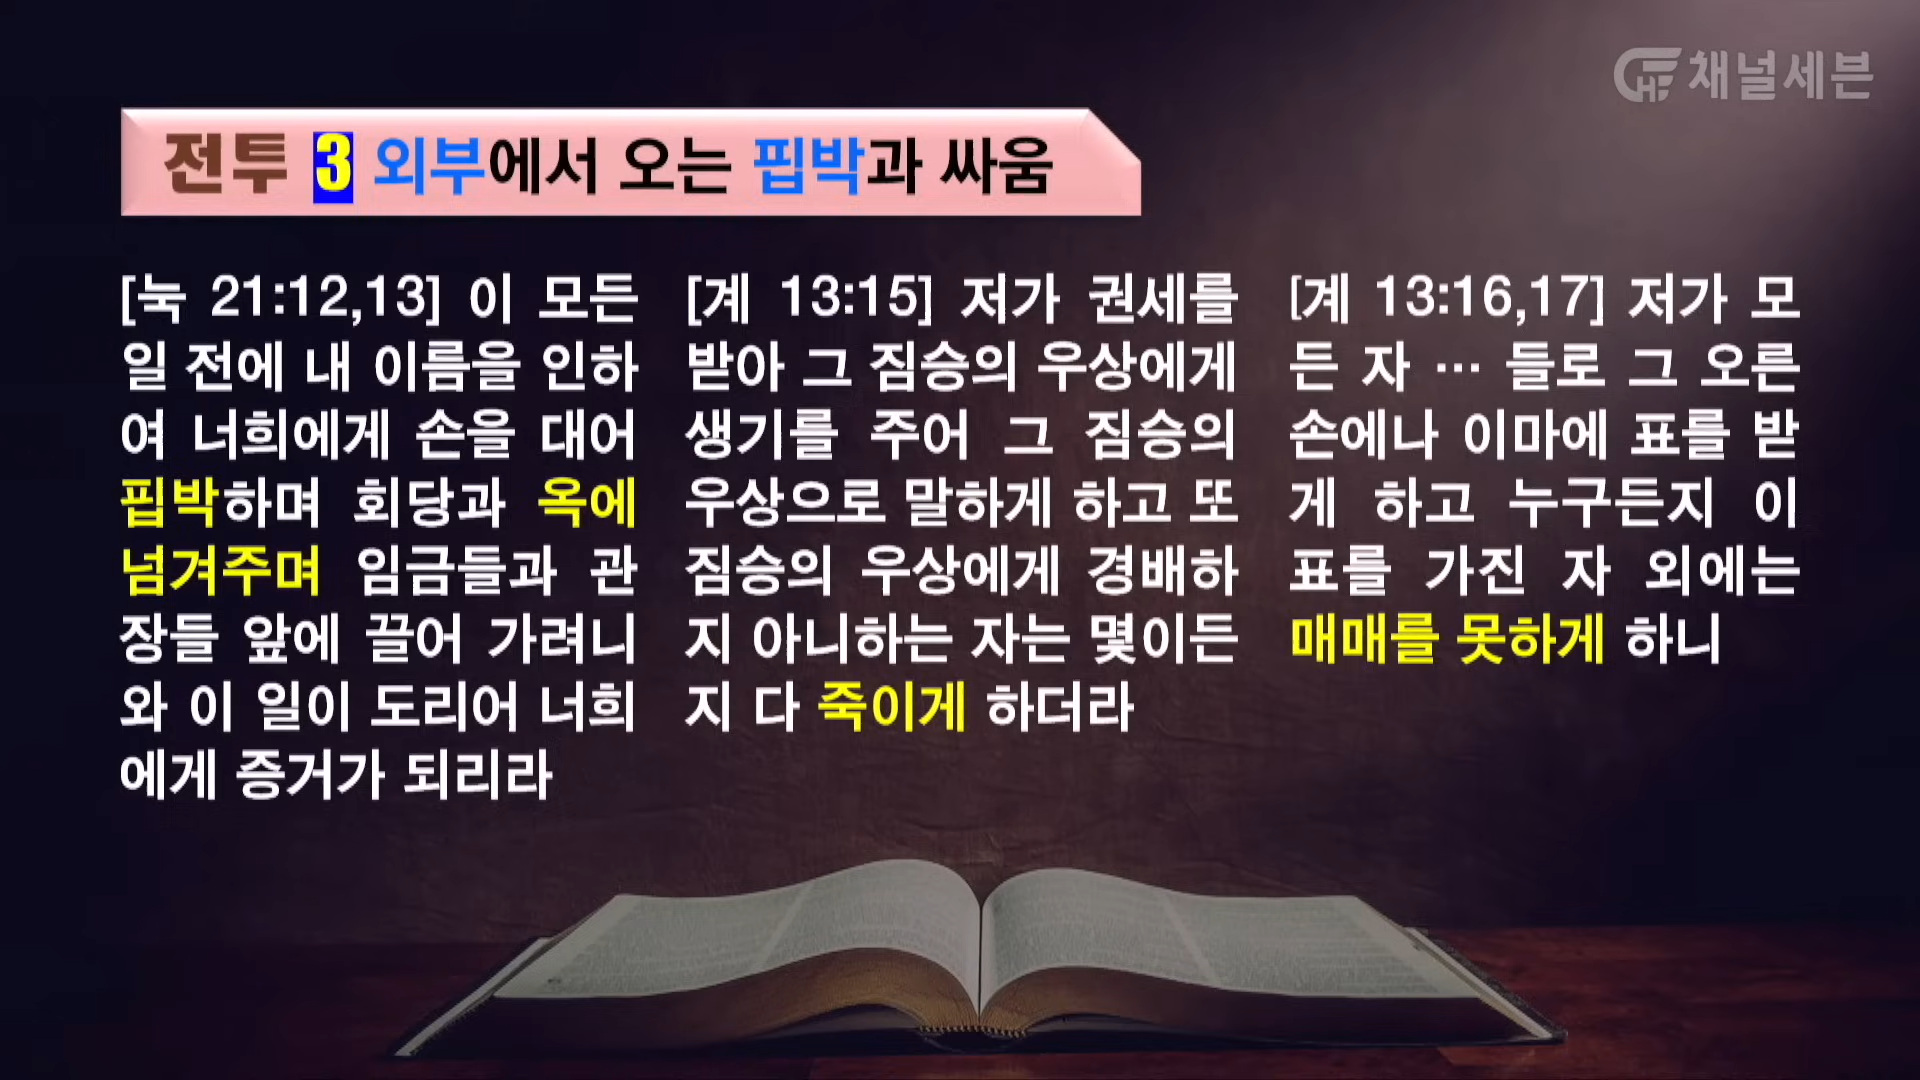 채널세븐
전투 3 외부에서 오는 핍박과 싸움
[눅 21:12,13] 이 모든
일 전에 내 이름을 인하
여 너희에게 손을 대어
핍박하며 회당과 옥에
넘겨주며 임금들과 관
장들 앞에 끌어 가려니
와 이 일이 도리어 너희
에게 증거가 되리라
[계 13:15] 저가 권세를
받아 그 짐승의 우상에게
생기를 주어 그 짐승의
우상으로 말하게 하고 또
짐승의 우상에게 경배하
지 아니하는 자는 몇이든
지 다 죽이게 하더라
[계 13:16,17] 저가 모
든 자 … 들로 그 오른
손에나 이마에 표를 받
게 하고 누구든지 이
표를 가진 자 외에는
매매를 못하게 하니